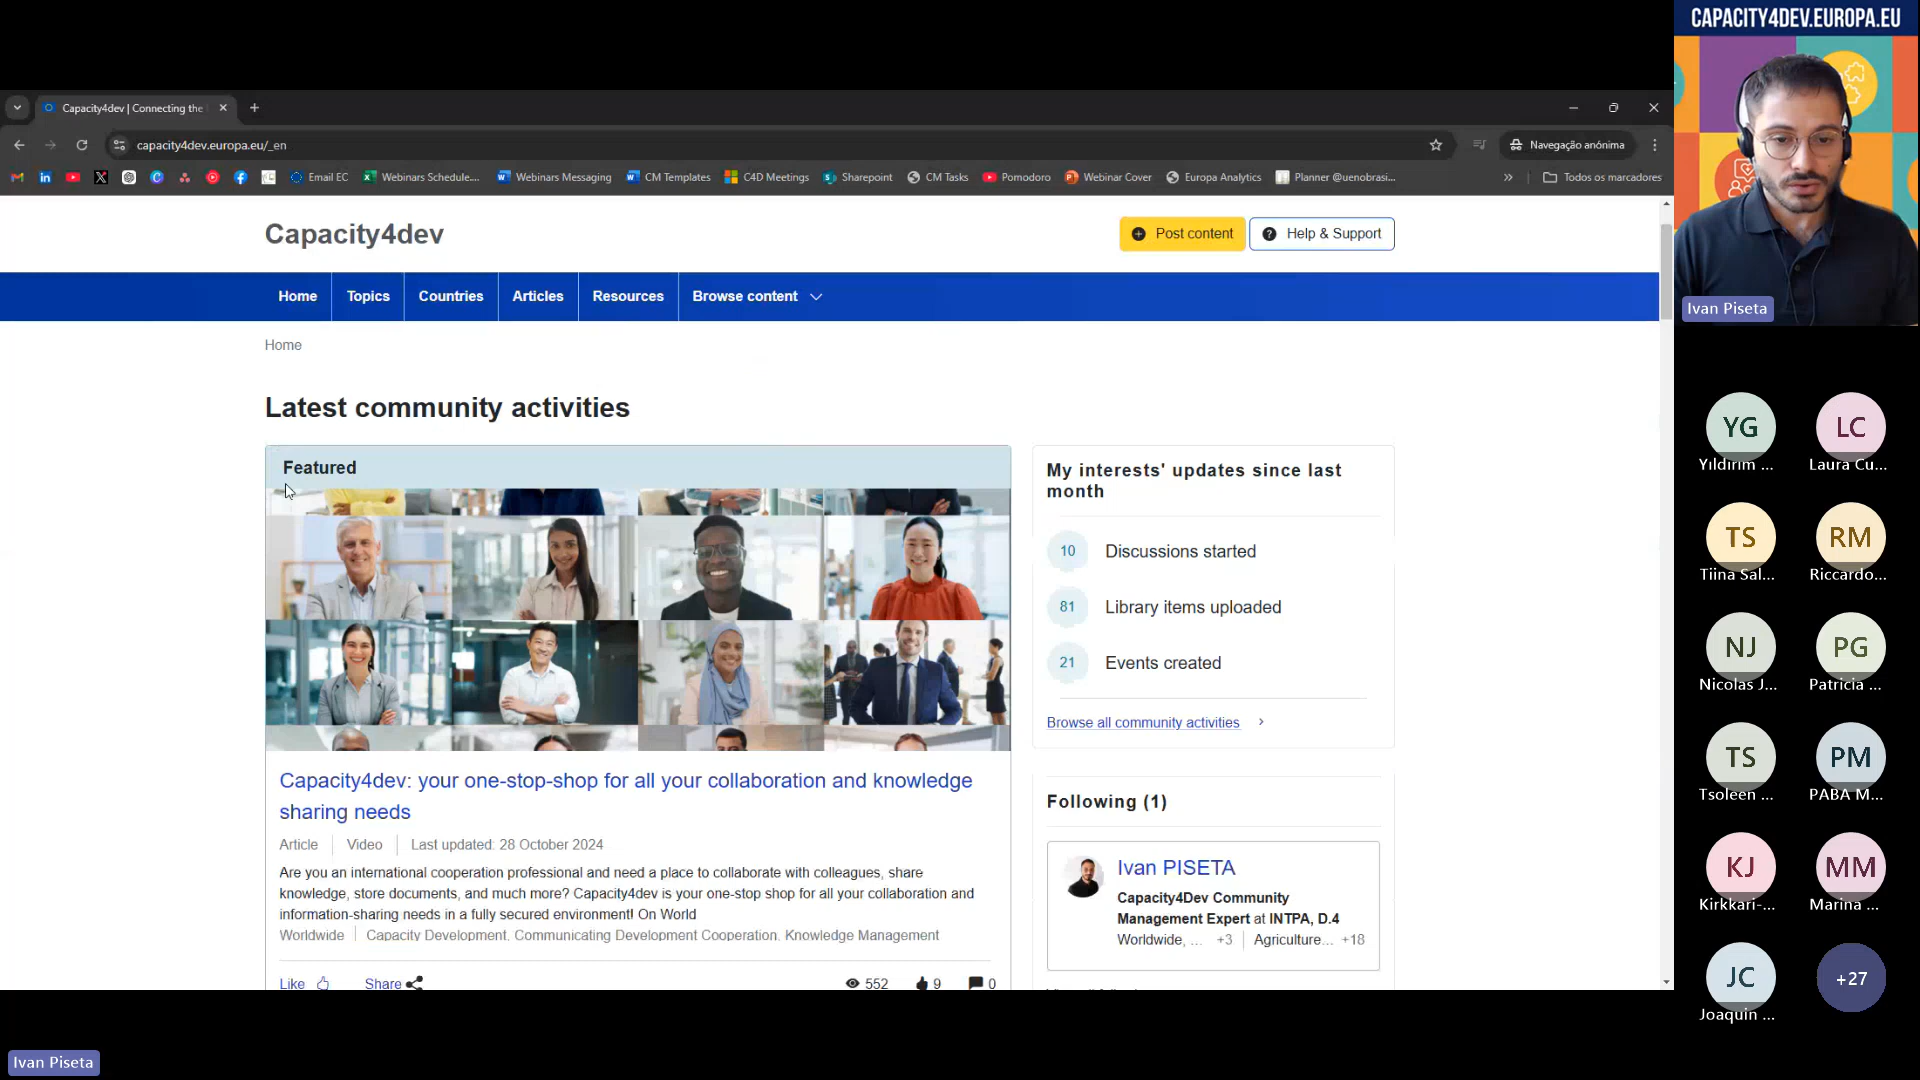 CAPACITY4DEV.EUROPA.EU
Capacity4dev | Connecting the
capacity4dev.europa.eu/_en
Navegação anónima
Email EC
Webinars Schedule....
Webinars Messaging
CM Templates
C4D Meetings
Sharepoint
CM Tasks
Pomodoro
Webinar Cover
Europa Analytics
Planner @uenobrasi...
Todos os marcadores
Capacity4dev
Post content
Help & Support
Home
Topics
Countries
Articles
Resources
Browse content
Home
Latest community activities
Featured
Capacity4dev: your one-stop-shop for all your collaboration and knowledge
sharing needs
Article
Video
Last updated: 28 October 2024
Are you an international cooperation professional and need a place to collaborate with colleagues, share
knowledge, store documents, and much more? Capacity4dev is your one-stop shop for all your collaboration and
information-sharing needs in a fully secured environment! On World
Worldwide
Capacity Development, Communicating Development Cooperation, Knowledge Management
Like
Share
552
9
0
My interests' updates since last
month
10 Discussions started
81 Library items uploaded
21 Events created
Browse all community activities
Following (1)
Ivan PISETA
Capacity4Dev Community
Management Expert at INTPA, D.4
Worldwide, ... +3
Agriculture... +18
Ivan Piseta
YG
Yıldırım ...
LC
Laura Cu...
TS
Tiina Sal...
RM
Riccardo...
NJ
Nicolas J...
PG
Patricia ...
TS
Tsoleen ...
PM
PABA M...
KJ
Kirkkari-...
MM
Marina ...
JC
Joaquin ...
+27
Ivan Piseta